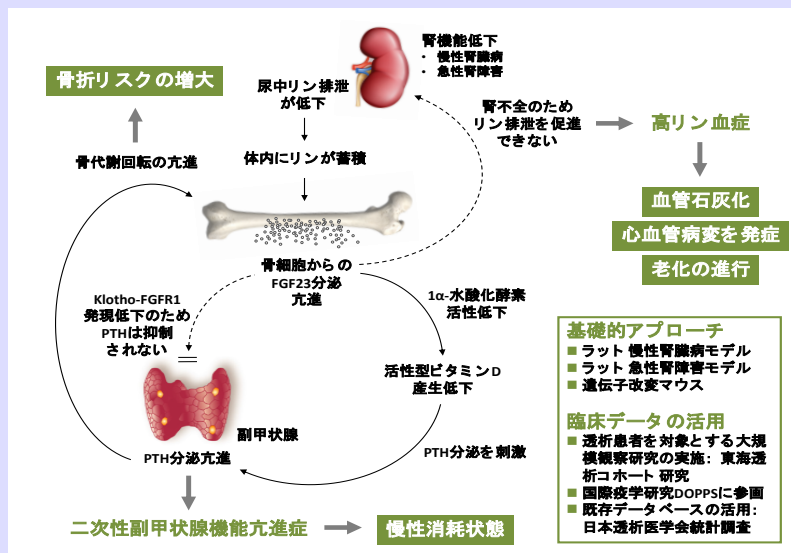 腎機能低下
• 慢性腎臓病
• 急性腎障害
骨折リスクの増大
尿中リン排泄
が低下
腎不全のため
リン排泄を促進
できない
高リン血症
骨代謝回転の亢進
体内にリンが蓄積
血管石灰化
心血管病変を発症
老化の進行
骨細胞からの
FGF23分泌
亢進
Klotho-FGFR1
発現低下のため
PTHは抑制
されない
1α-水酸化酵素
活性低下
活性型ビタミンD
産生低下
副甲状腺
PTH分泌亢進
PTH分泌を刺激
二次性副甲状腺機能亢進症
慢性消耗状態
基礎的アプローチ
■ ラット 慢性腎臓病モデル
■ ラット 急性腎障害モデル
■ 遺伝子改変マウス
臨床データの活用
■ 透析患者を対象とする大規
模観察研究の実施: 東海透
析コホート 研究
■ 国際疫学研究DOPPSに参画
■ 既存データベースの活用:
日本透析医学会統計調査